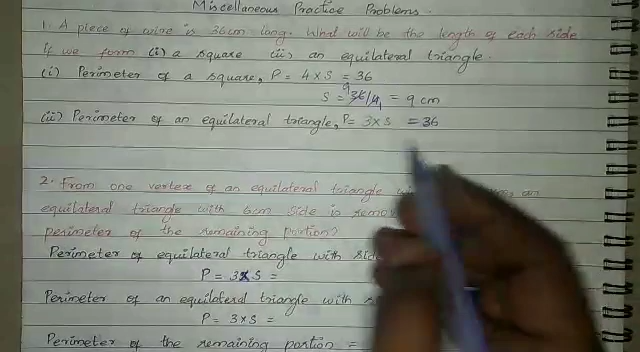 Miscellaneous Practice Problems.
1. A piece of wire is 36cm long. What will be the length of each side
if we form (i) a square (ii) an equilateral triangle.
(i) Perimeter of a square, P = 4 × S = 36
S = 36/4 = 9 cm
(ii) Perimeter of an equilateral triangle, P = 3 × S = 36
2. From one vertex of an equilateral triangle
equilateral triangle with 6cm side is
perimeter of the remaining portion?
Perimeter of equilateral triangle with
P = 3 × S =
Perimeter of an equilateral triangle with
P = 3 × S =
Perimeter of the remaining portion =